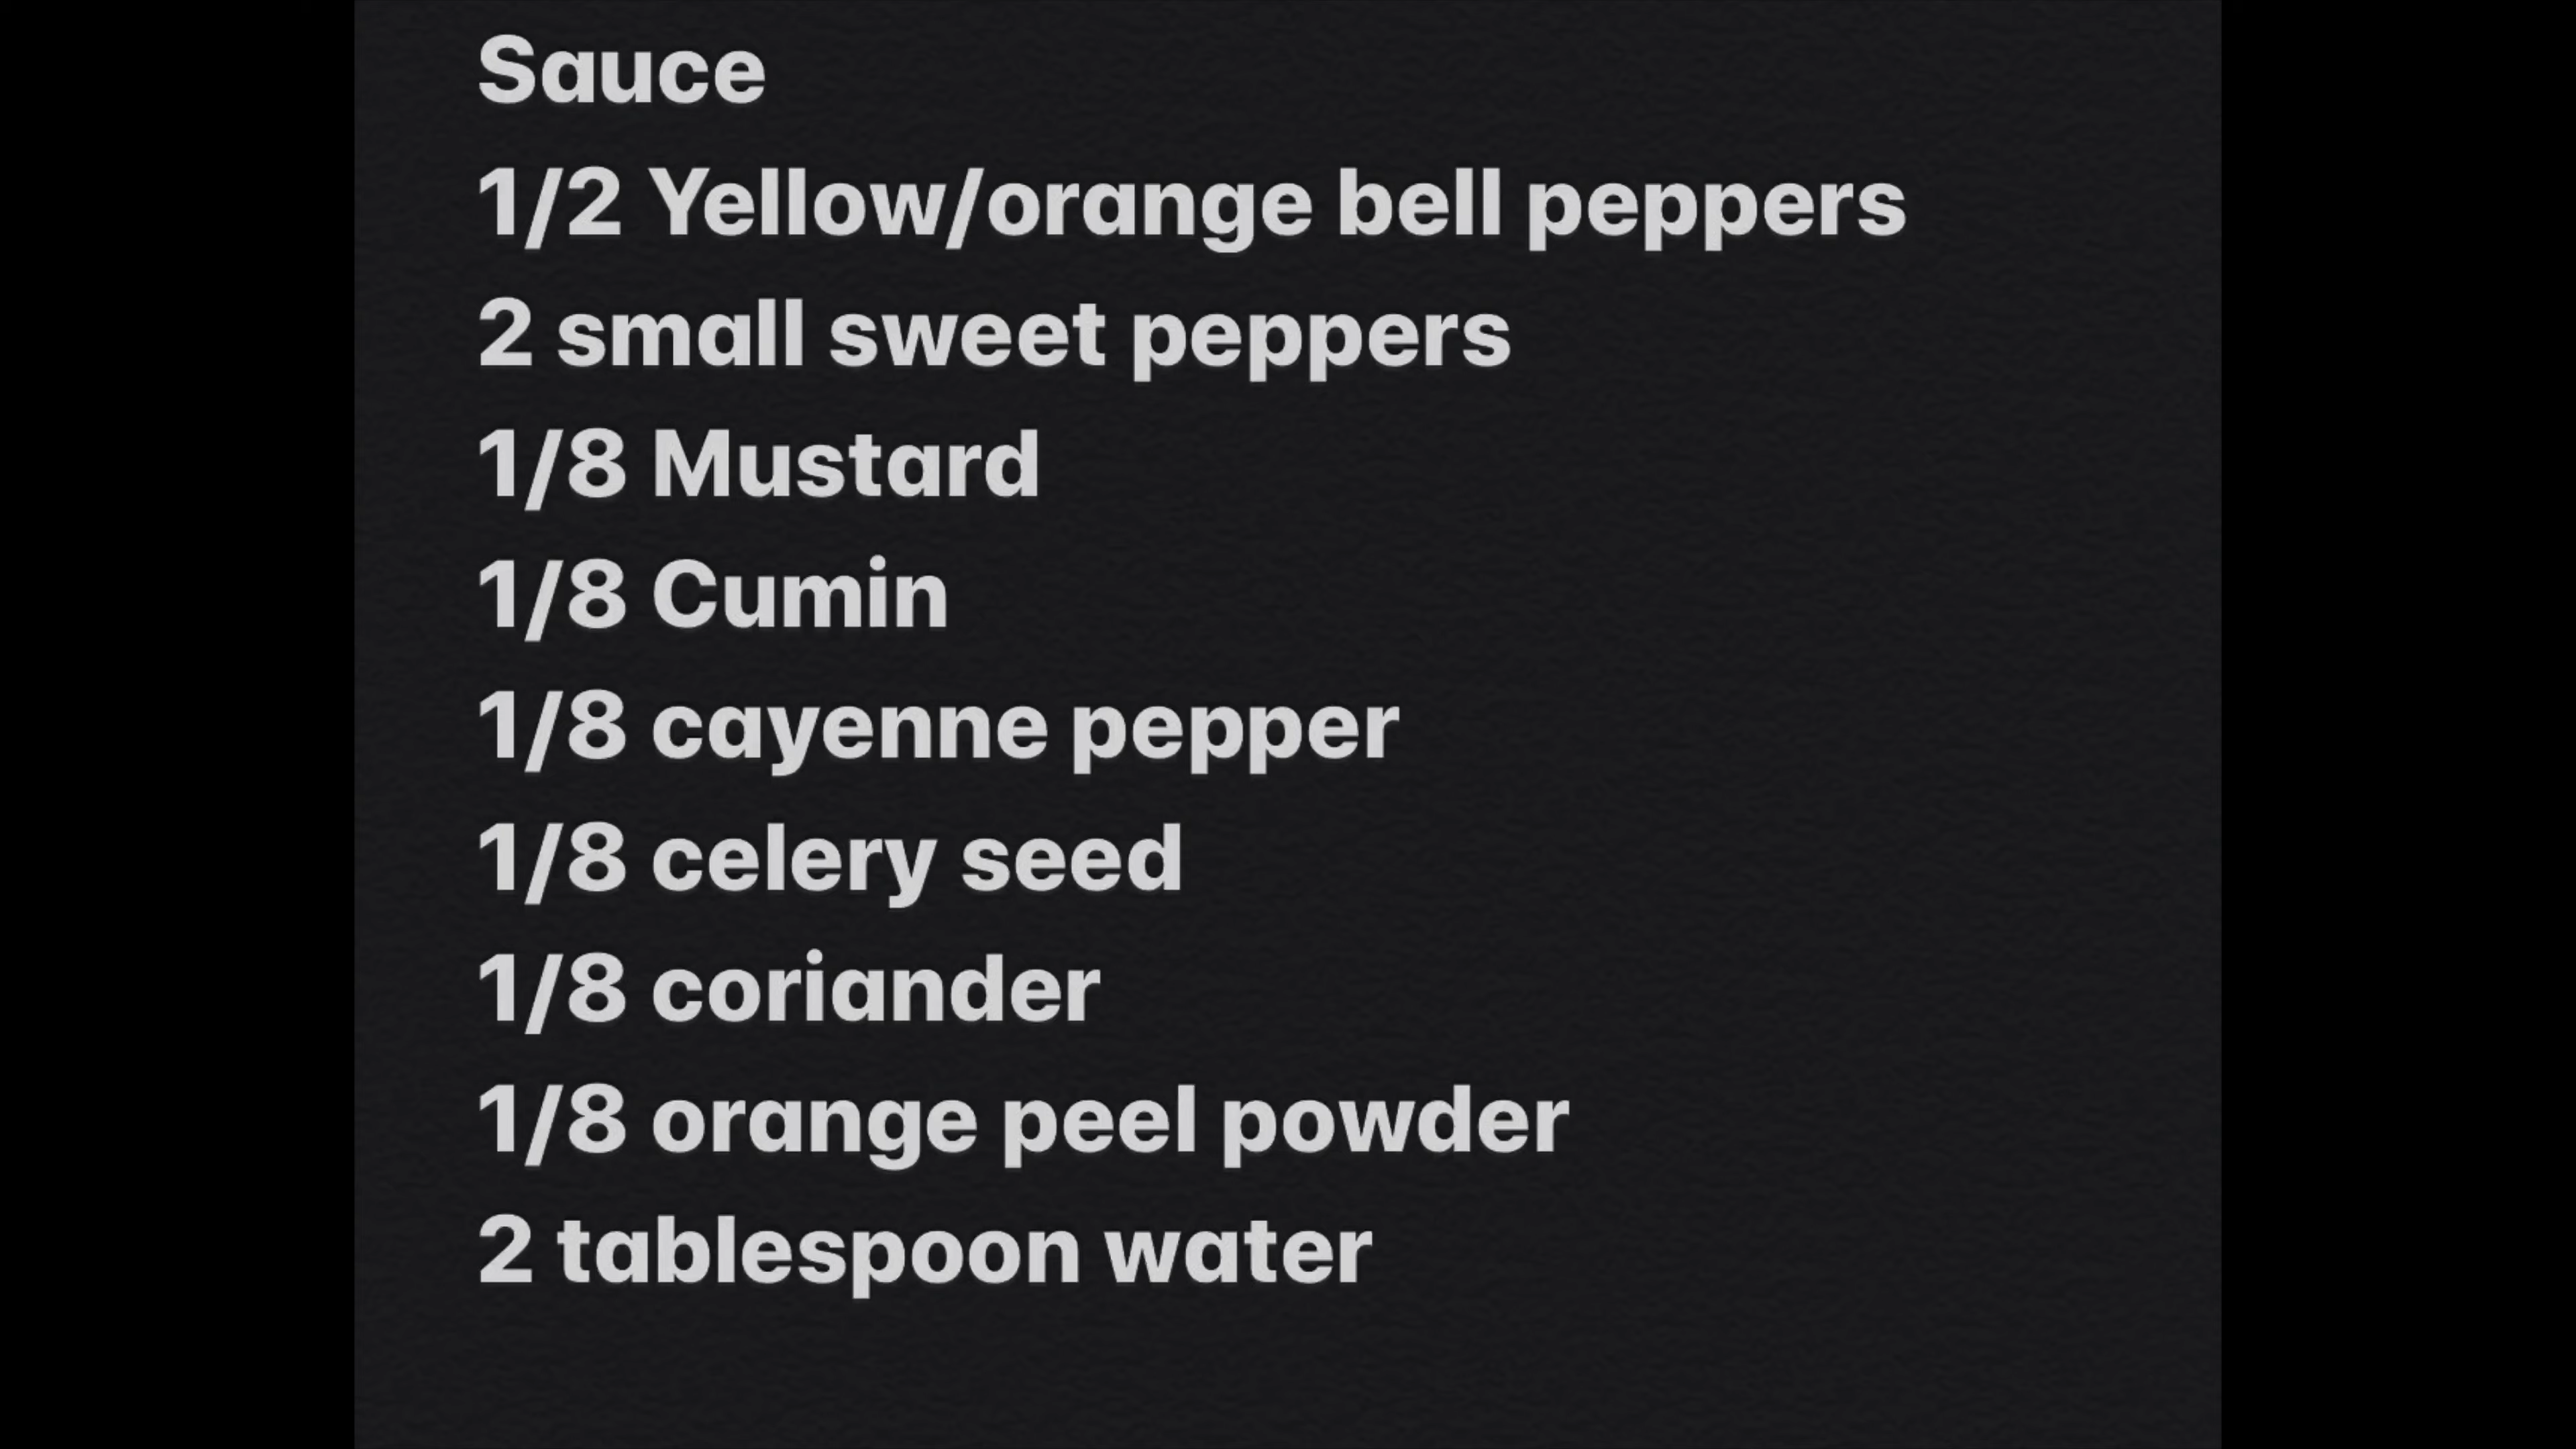 Sauce
1/2 Yellow/orange bell peppers
2 small sweet peppers
1/8 Mustard
1/8 Cumin
1/8 cayenne pepper
1/8 celery seed
1/8 coriander
1/8 orange peel powder
2 tablespoon water